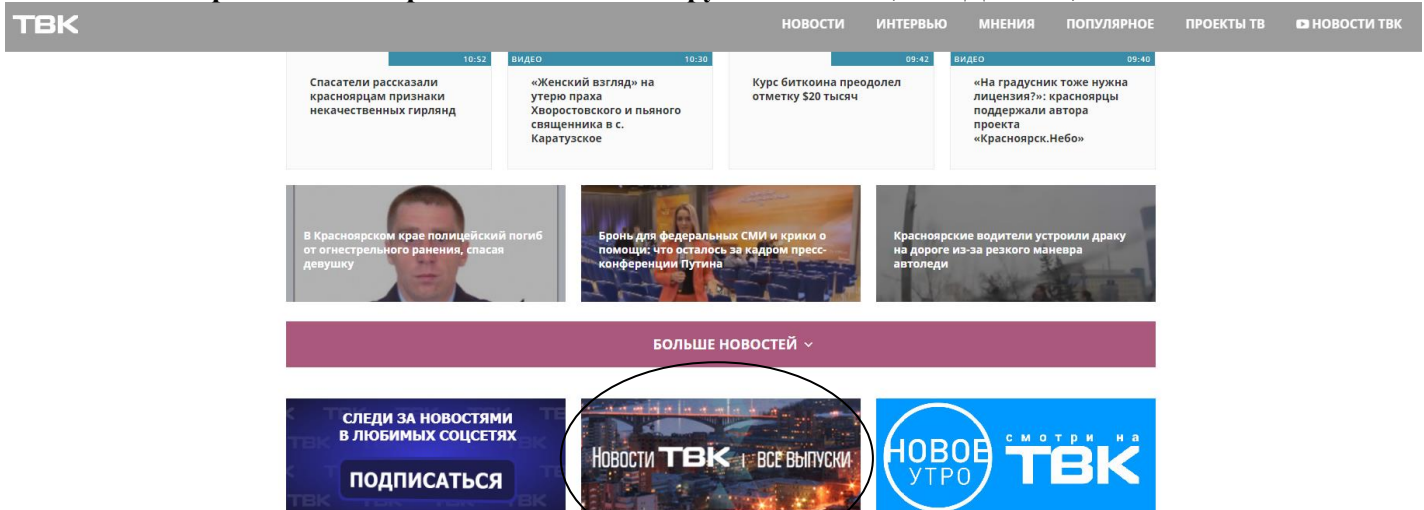 ТВК
НОВОСТИ ИНТЕРВЬЮ МНЕНИЯ ПОПУЛЯРНОЕ ПРОЕКТЫ ТВ НОВОСТИ ТВК
10:52
Спасатели рассказали
красноярцам признаки
некачественных гирлянд
ВИДЕО 10:30
«Женский взгляд» на
утерю праха
Хворостовского и пьяного
священника в с.
Каратузское
09:42
Курс биткоина преодолел
отметку $20 тысяч
ВИДЕО 09:40
«На градусник тоже нужна
лицензия?»: красноярцы
поддержали автора
проекта
«Красноярск.Небо»
В Красноярском крае полицейский погиб
от огнестрельного ранения, спасая
девушку
Бронь для федеральных СМИ и крики о
помощи: что осталось за кадром пресс-
конференции Путина
Красноярские водители устроили драку
на дороге из-за резкого маневра
автоледи
БОЛЬШЕ НОВОСТЕЙ
СЛЕДИ ЗА НОВОСТЯМИ
В ЛЮБИМЫХ СОЦСЕТЯХ
ПОДПИСАТЬСЯ
НОВОСТИ ТВК ВСЕ ВЫПУСКИ
НОВОЕ
УТРО
СМОТРИ НА
ТВК